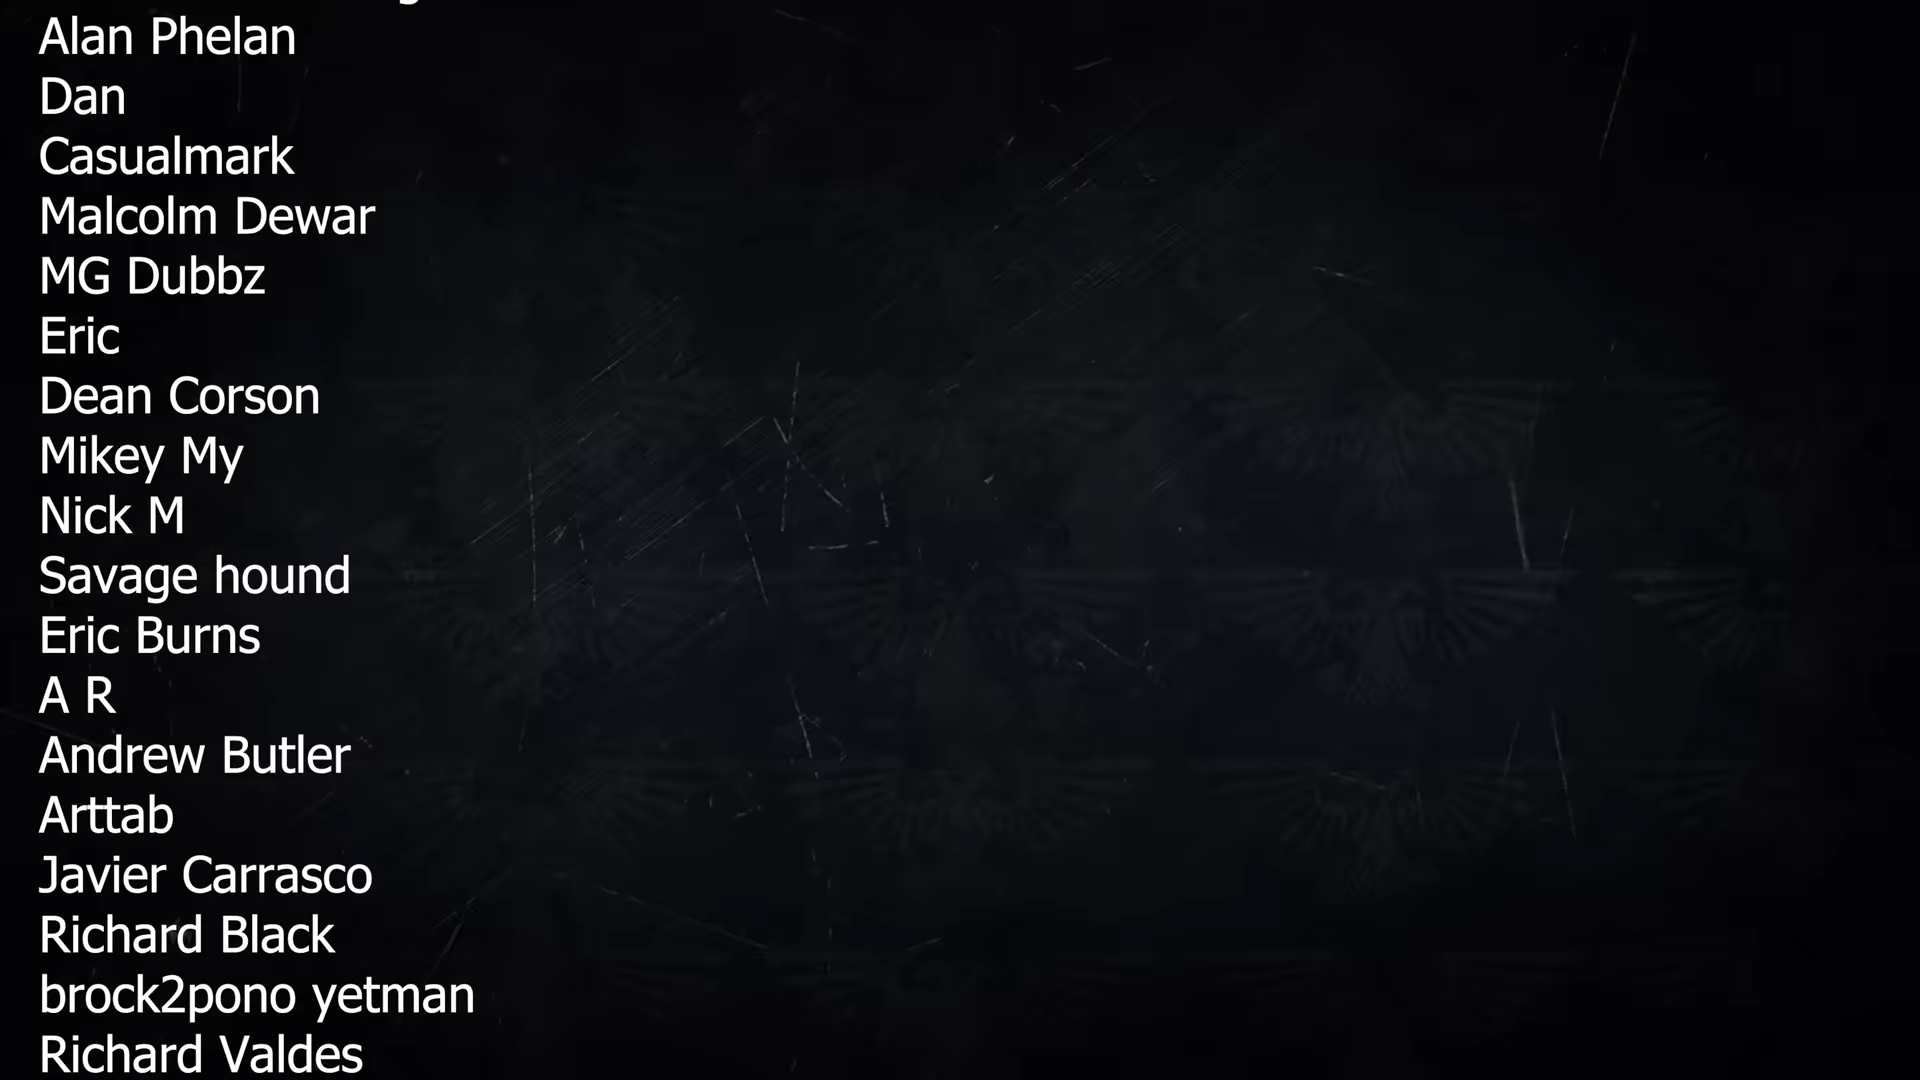 Alan Phelan
Dan
Casualmark
Malcolm Dewar
MG Dubbz
Eric
Dean Corson
Mikey My
Nick M
Savage hound
Eric Burns
A R
Andrew Butler
Arttab
Javier Carrasco
Richard Black
brock2pono yetman
Richard Valdes